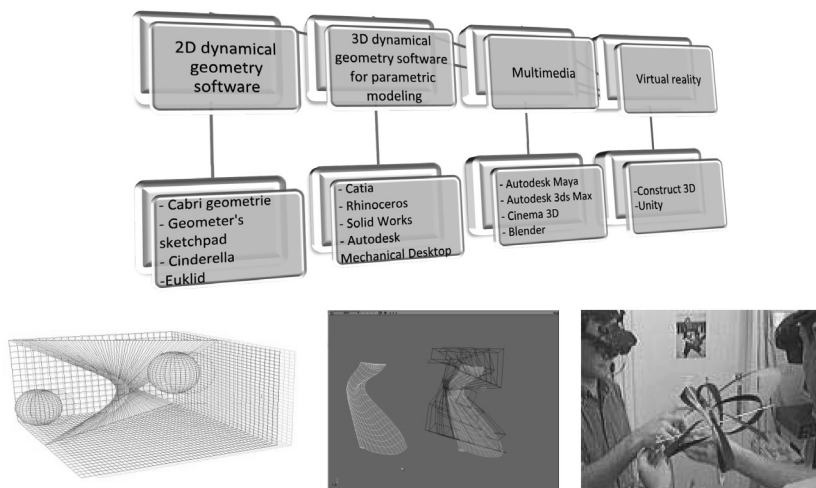 2D dynamical
geometry
software
3D dynamical
geometry software
for parametric
modeling
Multimedia
Virtual reality
- Cabri geometrie
- Geometer's
sketchpad
- Cinderella
-Euklid
- Catia
- Rhinoceros
- Solid Works
- Autodesk
Mechanical Desktop
- Autodesk Maya
- Autodesk 3ds Max
- Cinema 3D
- Blender
-Construct 3D
-Unity